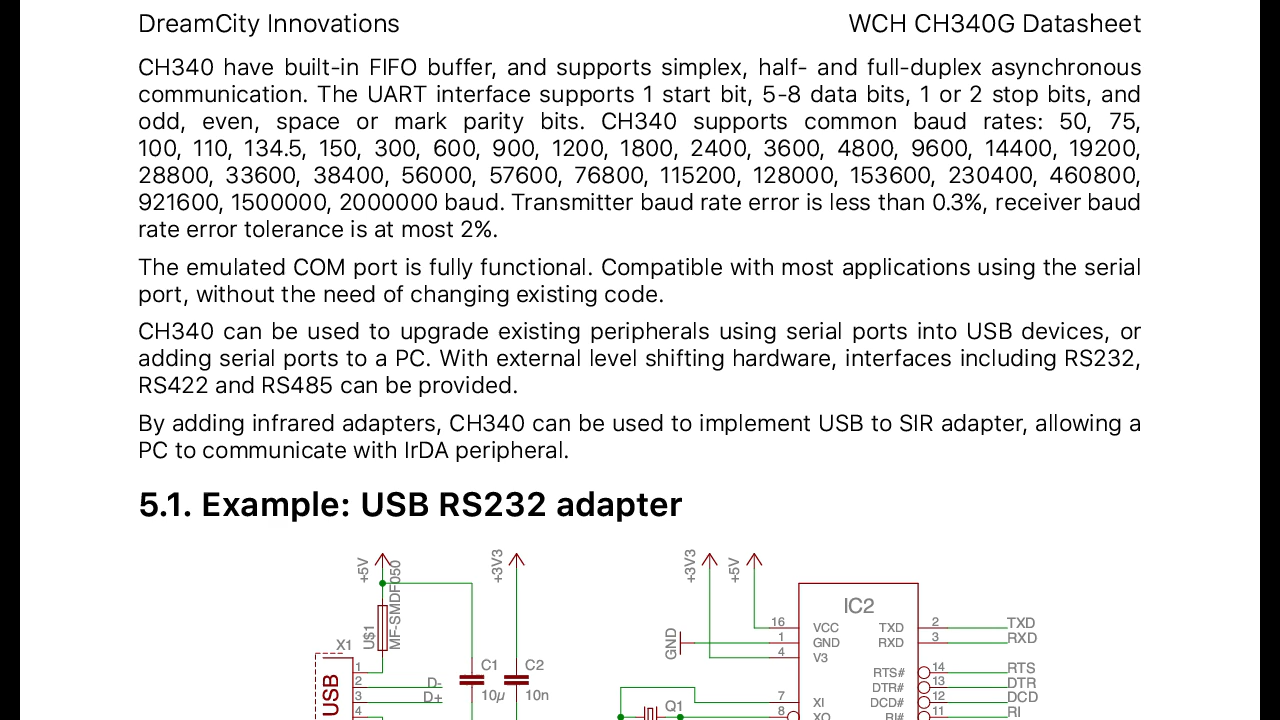 DreamCity Innovations
WCH CH340G Datasheet
CH340 have built-in FIFO buffer, and supports simplex, half- and full-duplex asynchronous
communication. The UART interface supports 1 start bit, 5-8 data bits, 1 or 2 stop bits, and
odd, even, space or mark parity bits. CH340 supports common baud rates: 50, 75,
100, 110, 134.5, 150, 300, 600, 900, 1200, 1800, 2400, 3600, 4800, 9600, 14400, 19200,
28800, 33600, 38400, 56000, 57600, 76800, 115200, 128000, 153600, 230400, 460800,
921600, 1500000, 2000000 baud. Transmitter baud rate error is less than 0.3%, receiver baud
rate error tolerance is at most 2%.
The emulated COM port is fully functional. Compatible with most applications using the serial
port, without the need of changing existing code.
CH340 can be used to upgrade existing peripherals using serial ports into USB devices, or
adding serial ports to a PC. With external level shifting hardware, interfaces including RS232,
RS422 and RS485 can be provided.
By adding infrared adapters, CH340 can be used to implement USB to SIR adapter, allowing a
PC to communicate with IrDA peripheral.
5.1. Example: USB RS232 adapter
+5V
U$1
MF-SMDF050
+3V3
X1
USB
1
2
3
4
D-
D+
C1
10µ
C2
10n
+3V3
+5V
GND
IC2
16 VCC TXD 2 TXD
1 GND RXD 3 RXD
4 V3
RTS# 14 RTS
DTR# 13 DTR
7 XI DCD# 12 DCD
8 XO RI# 11 RI
Q1